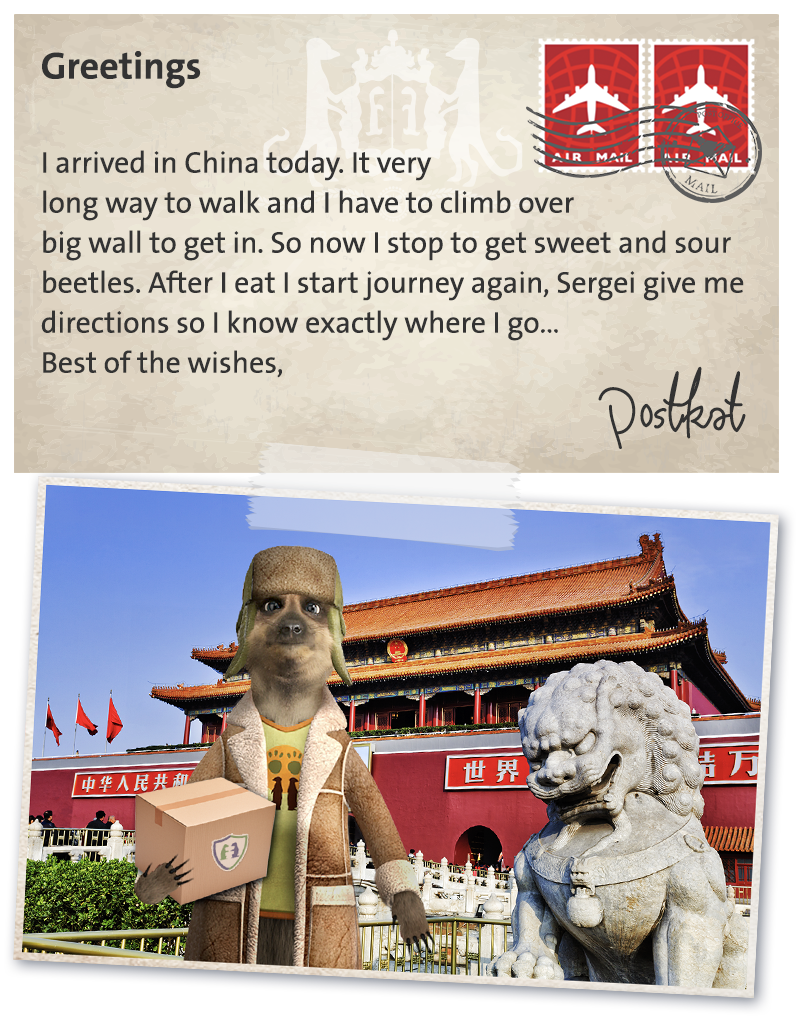 Greetings
AIR MAIL
AIR MAIL
MAIL
I arrived in China today. It very
long way to walk and I have to climb over
big wall to get in. So now I stop to get sweet and sour
beetles. After I eat I start journey again, Sergei give me
directions so I know exactly where I go...
Best of the wishes,
Postkat
中华人民共和
世界
结万